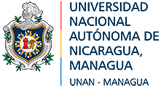 UNIVERSIDAD
NACIONAL
AUTÓNOMA DE
NICARAGUA,
MANAGUA
UNAN - MANAGUA